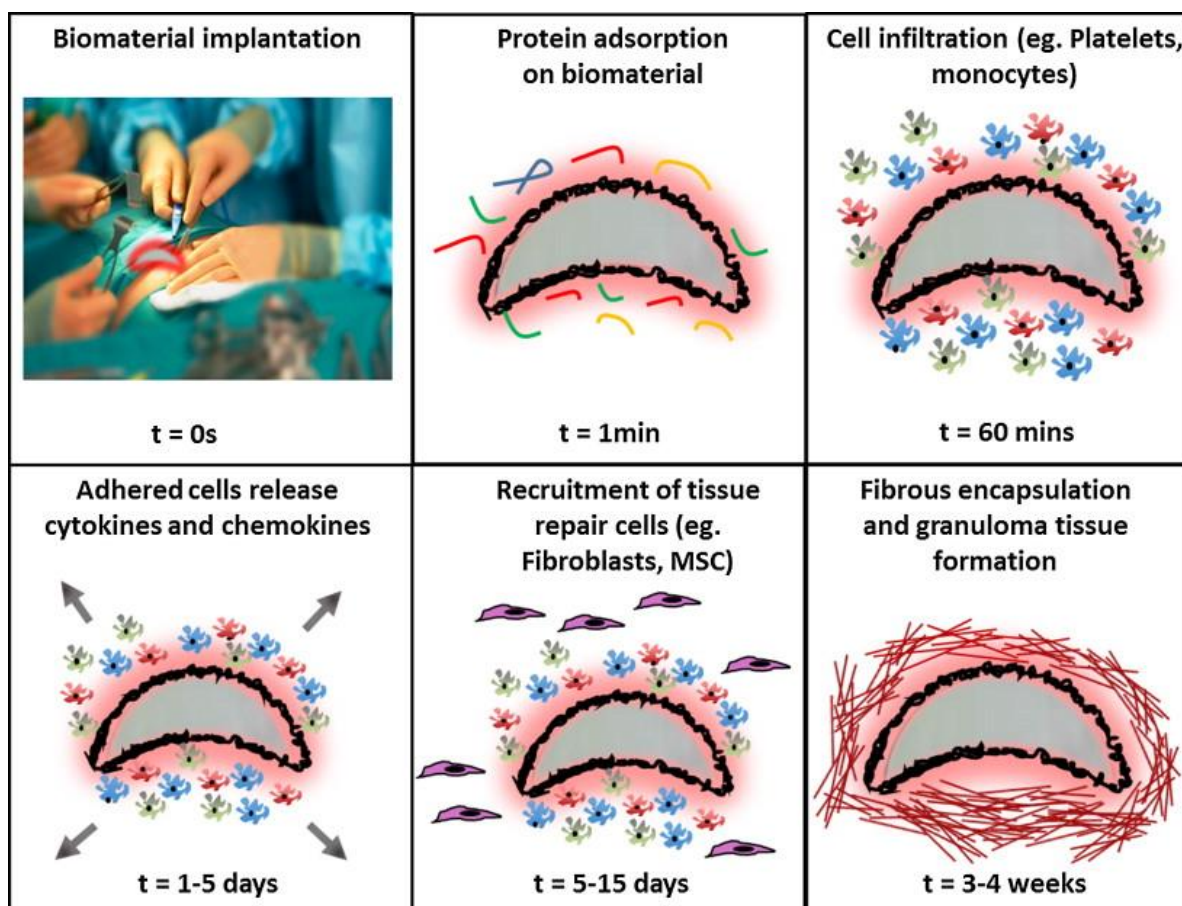 Biomaterial implantation
t = 0s
Protein adsorption
on biomaterial
t = 1min
Cell infiltration (eg. Platelets,
monocytes)
t = 60 mins
Adhered cells release
cytokines and chemokines
t = 1-5 days
Recruitment of tissue
repair cells (eg.
Fibroblasts, MSC)
t = 5-15 days
Fibrous encapsulation
and granuloma tissue
formation
t = 3-4 weeks